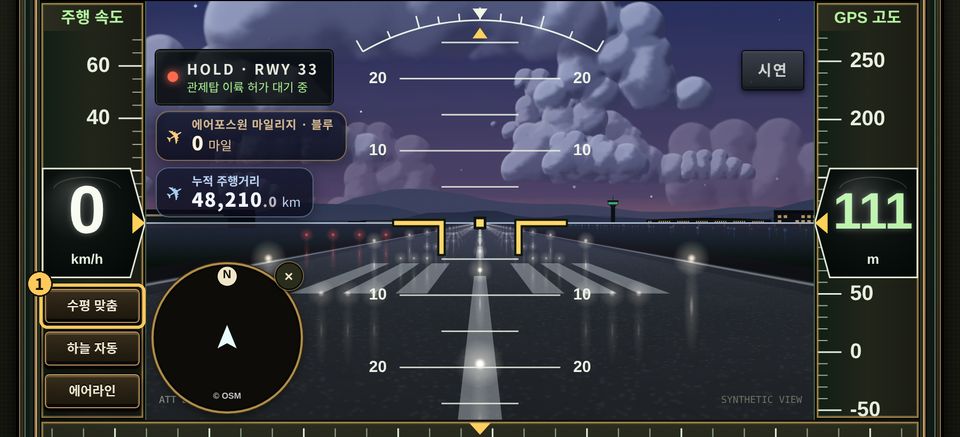 주행 속도
GPS 고도
60
40
0
km/h
1
수평 맞춤
하늘 자동
에어라인
HOLD · RWY 33
관제탑 이륙 허가 대기 중
에어포스원 마일리지 · 블루
0 마일
누적 주행거리
48,210.0 km
시연
20 20
10 10
10 10
20 20
N
×
© OSM
ATT
SYNTHETIC VIEW
250
200
111
m
50
0
-50